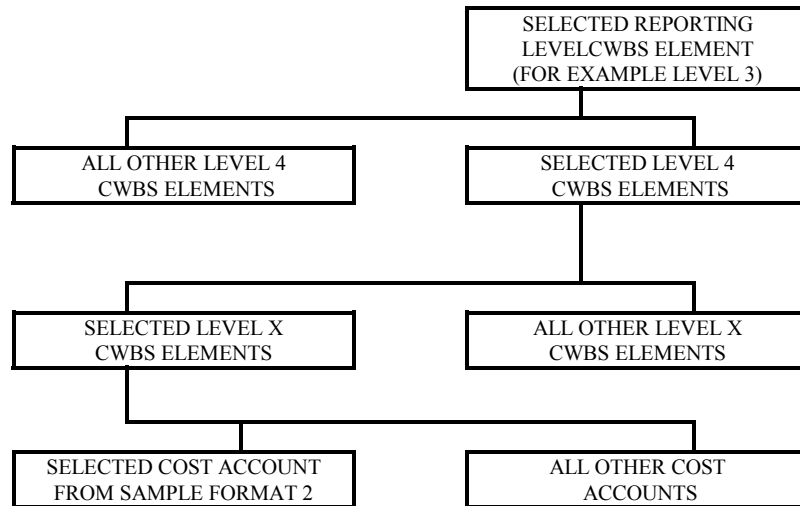 SELECTED REPORTING
LEVELCWBS ELEMENT
(FOR EXAMPLE LEVEL 3)
ALL OTHER LEVEL 4
CWBS ELEMENTS
SELECTED LEVEL 4
CWBS ELEMENTS
SELECTED LEVEL X
CWBS ELEMENTS
ALL OTHER LEVEL X
CWBS ELEMENTS
SELECTED COST ACCOUNT
FROM SAMPLE FORMAT 2
ALL OTHER COST
ACCOUNTS